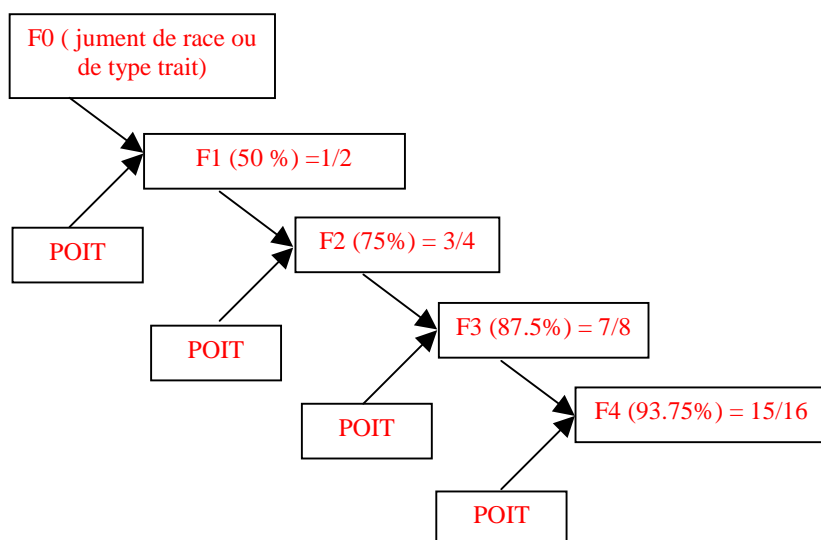 F0 ( jument de race ou
de type trait)
F1 (50 %) =1/2
POIT
F2 (75%) = 3/4
POIT
F3 (87.5%) = 7/8
POIT
F4 (93.75%) = 15/16
POIT